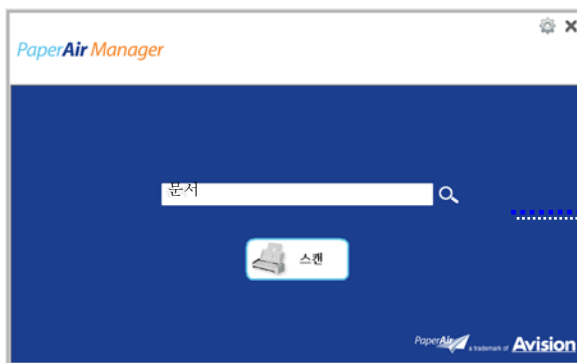 PaperAir Manager
문서
스캔
PaperAir a trademark of Avision